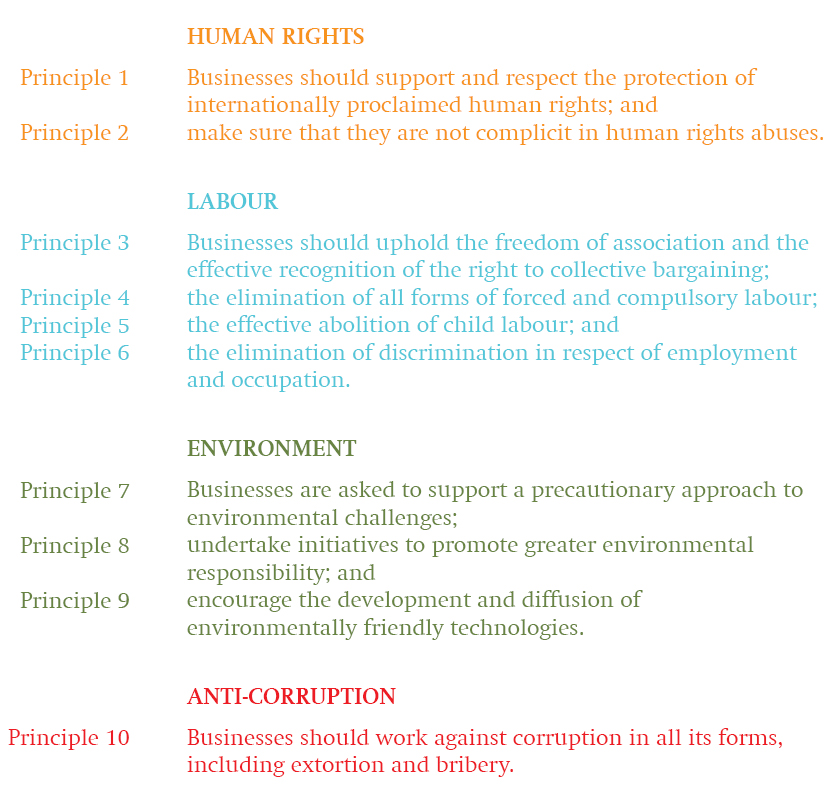 HUMAN RIGHTS
Principle 1 Businesses should support and respect the protection of
internationally proclaimed human rights; and
Principle 2 make sure that they are not complicit in human rights abuses.
LABOUR
Principle 3 Businesses should uphold the freedom of association and the
effective recognition of the right to collective bargaining;
Principle 4 the elimination of all forms of forced and compulsory labour;
Principle 5 the effective abolition of child labour; and
Principle 6 the elimination of discrimination in respect of employment
and occupation.
ENVIRONMENT
Principle 7 Businesses are asked to support a precautionary approach to
environmental challenges;
Principle 8 undertake initiatives to promote greater environmental
responsibility; and
Principle 9 encourage the development and diffusion of
environmentally friendly technologies.
ANTI-CORRUPTION
Principle 10 Businesses should work against corruption in all its forms,
including extortion and bribery.